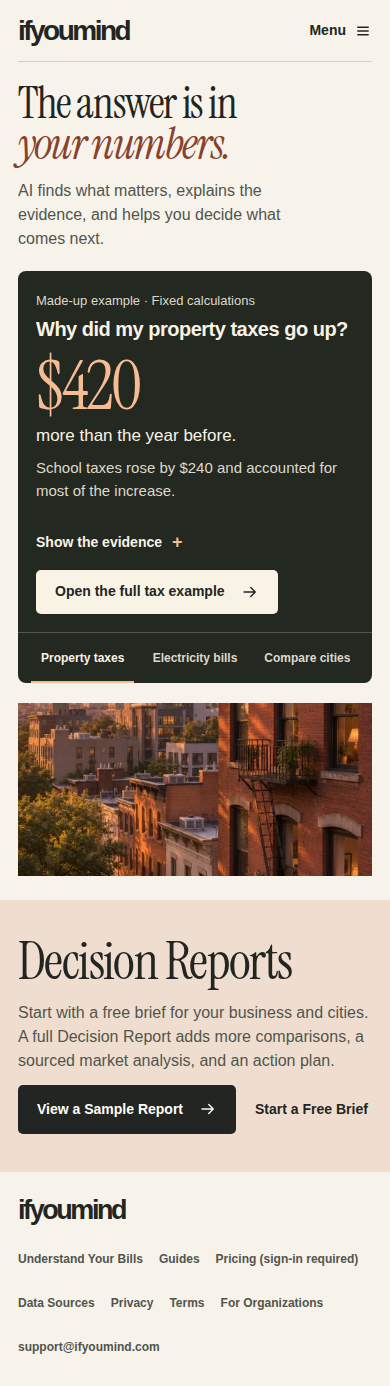 ifyoumind
Menu
The answer is in
your numbers.
AI finds what matters, explains the
evidence, and helps you decide what
comes next.
Made-up example · Fixed calculations
Why did my property taxes go up?
$420
more than the year before.
School taxes rose by $240 and accounted for
most of the increase.
Show the evidence +
Open the full tax example →
Property taxes Electricity bills Compare cities
Decision Reports
Start with a free brief for your business and cities.
A full Decision Report adds more comparisons, a
sourced market analysis, and an action plan.
View a Sample Report → Start a Free Brief
ifyoumind
Understand Your Bills Guides Pricing (sign-in required)
Data Sources Privacy Terms For Organizations
support@ifyoumind.com